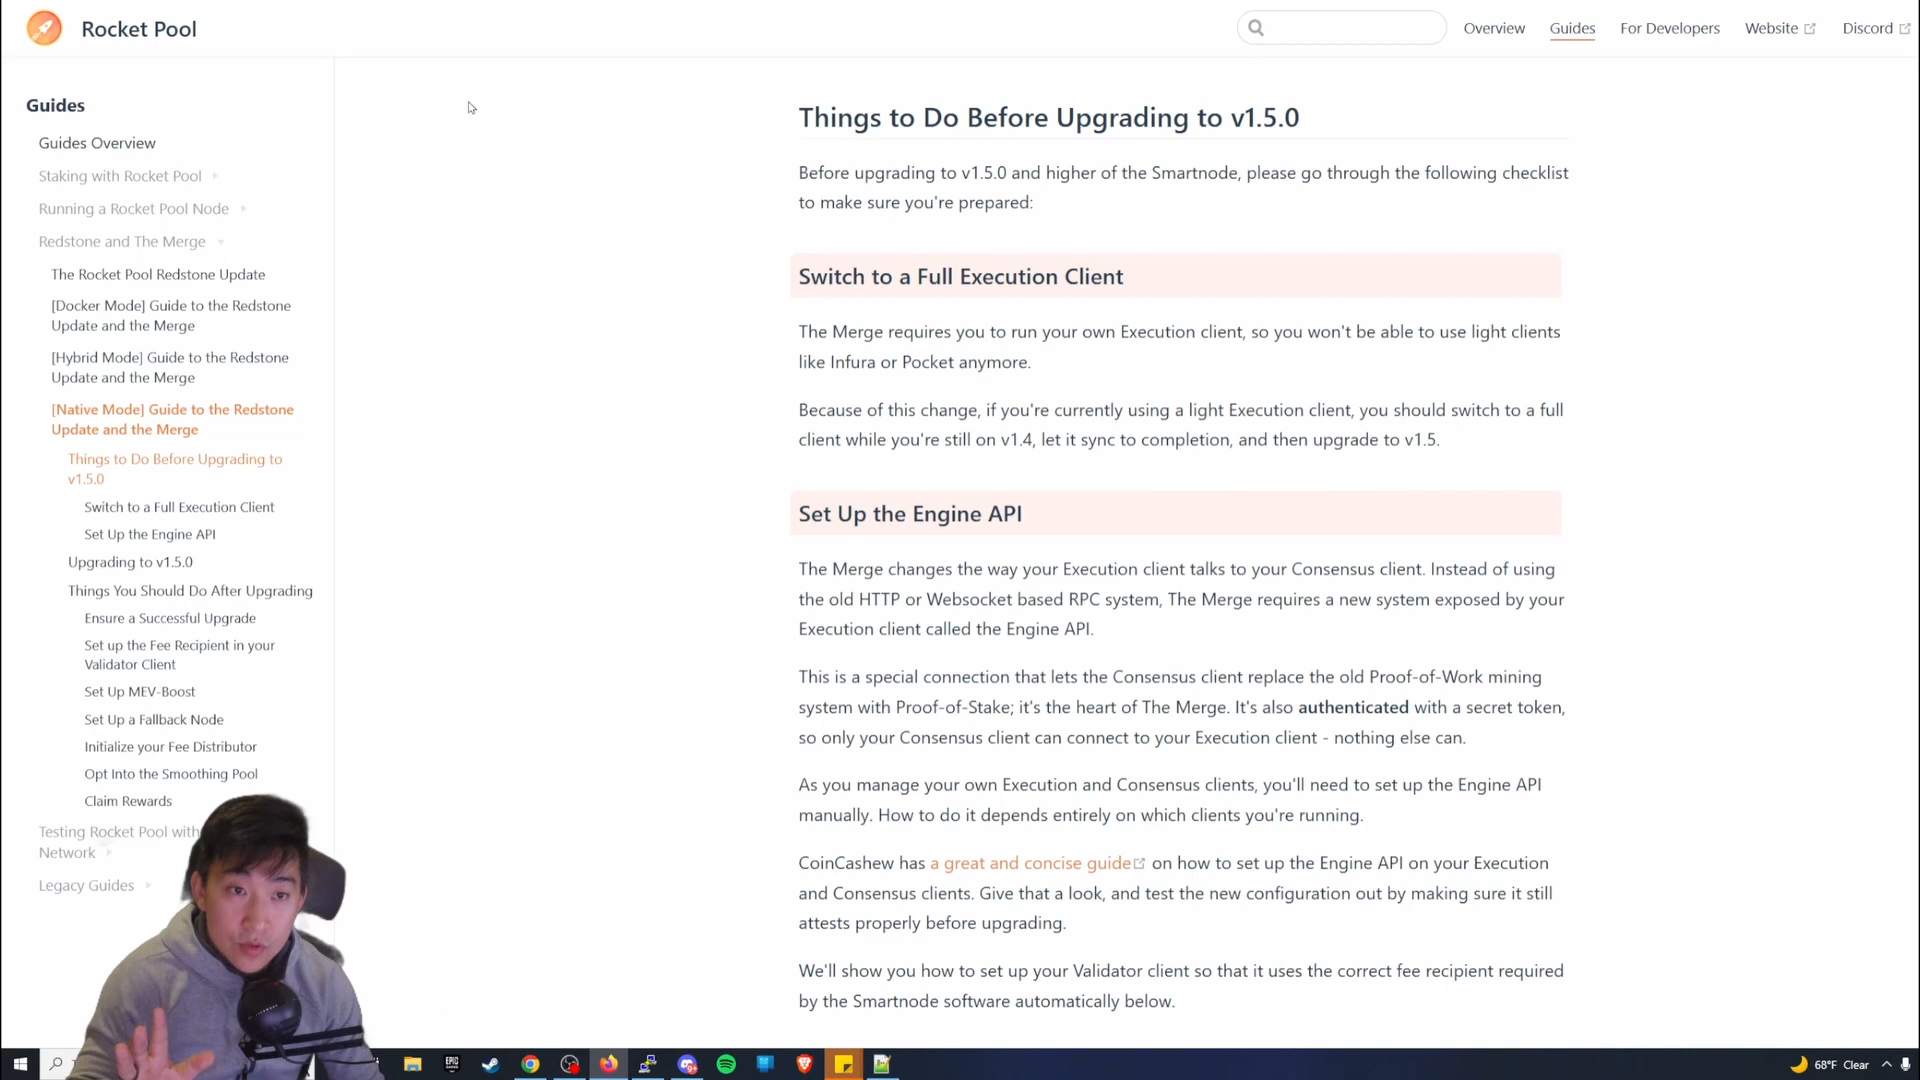 Rocket Pool
Overview
Guides
For Developers
Website
Discord
Guides
Guides Overview
Staking with Rocket Pool
Running a Rocket Pool Node
Redstone and The Merge
The Rocket Pool Redstone Update
[Docker Mode] Guide to the Redstone
Update and the Merge
[Hybrid Mode] Guide to the Redstone
Update and the Merge
[Native Mode] Guide to the Redstone
Update and the Merge
Things to Do Before Upgrading to
v1.5.0
Switch to a Full Execution Client
Set Up the Engine API
Upgrading to v1.5.0
Things You Should Do After Upgrading
Ensure a Successful Upgrade
Set up the Fee Recipient in your
Validator Client
Set Up MEV-Boost
Set Up a Fallback Node
Initialize your Fee Distributor
Opt Into the Smoothing Pool
Claim Rewards
Testing Rocket Pool with
Network
Legacy Guides
Things to Do Before Upgrading to v1.5.0
Before upgrading to v1.5.0 and higher of the Smartnode, please go through the following checklist
to make sure you're prepared:
Switch to a Full Execution Client
The Merge requires you to run your own Execution client, so you won't be able to use light clients
like Infura or Pocket anymore.
Because of this change, if you're currently using a light Execution client, you should switch to a full
client while you're still on v1.4, let it sync to completion, and then upgrade to v1.5.
Set Up the Engine API
The Merge changes the way your Execution client talks to your Consensus client. Instead of using
the old HTTP or Websocket based RPC system, The Merge requires a new system exposed by your
Execution client called the Engine API.
This is a special connection that lets the Consensus client replace the old Proof-of-Work mining
system with Proof-of-Stake; it's the heart of The Merge. It's also authenticated with a secret token,
so only your Consensus client can connect to your Execution client - nothing else can.
As you manage your own Execution and Consensus clients, you'll need to set up the Engine API
manually. How to do it depends entirely on which clients you're running.
CoinCashew has a great and concise guide on how to set up the Engine API on your Execution
and Consensus clients. Give that a look, and test the new configuration out by making sure it still
attests properly before upgrading.
We'll show you how to set up your Validator client so that it uses the correct fee recipient required
by the Smartnode software automatically below.
EPIC
GAMES
68°F Clear